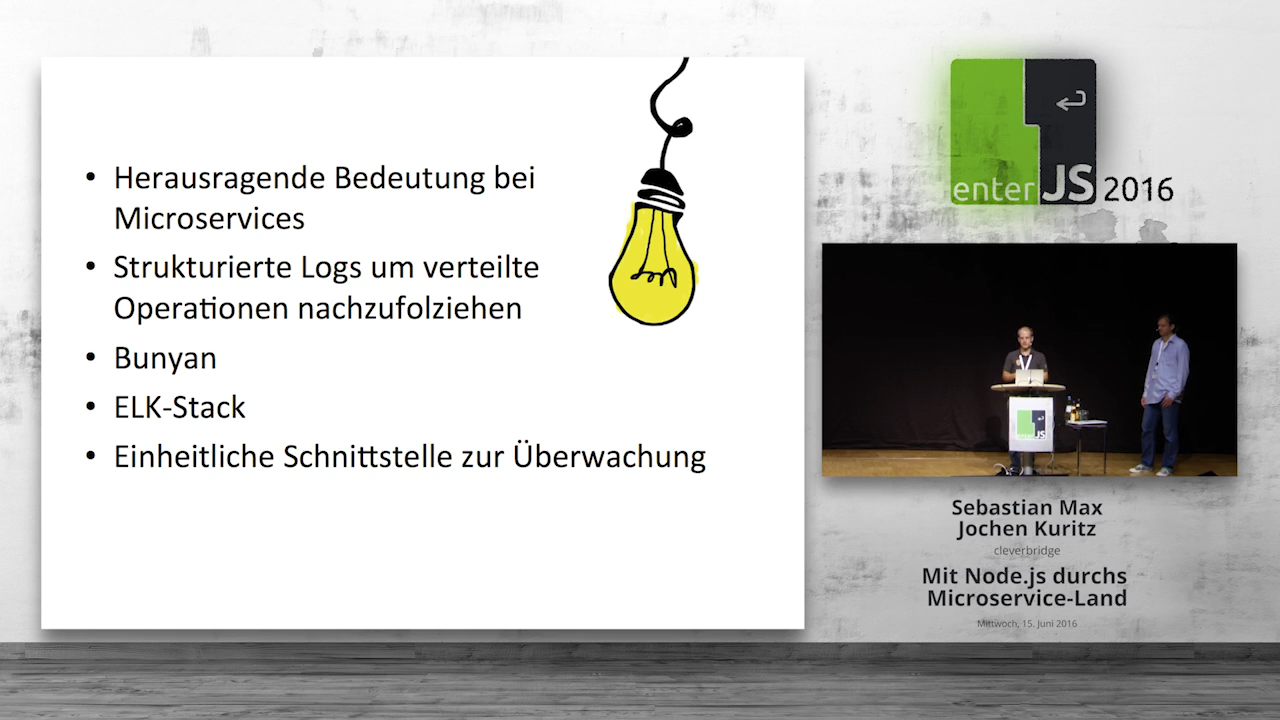 • Herausragende Bedeutung bei
Microservices
• Strukturierte Logs um verteilte
Operationen nachzufolziehen
• Bunyan
• ELK-Stack
• Einheitliche Schnittstelle zur Überwachung
enterJS 2016
enterJS
Sebastian Max
Jochen Kuritz
cleverbridge
Mit Node.js durchs
Microservice-Land
Mittwoch, 15. Juni 2016